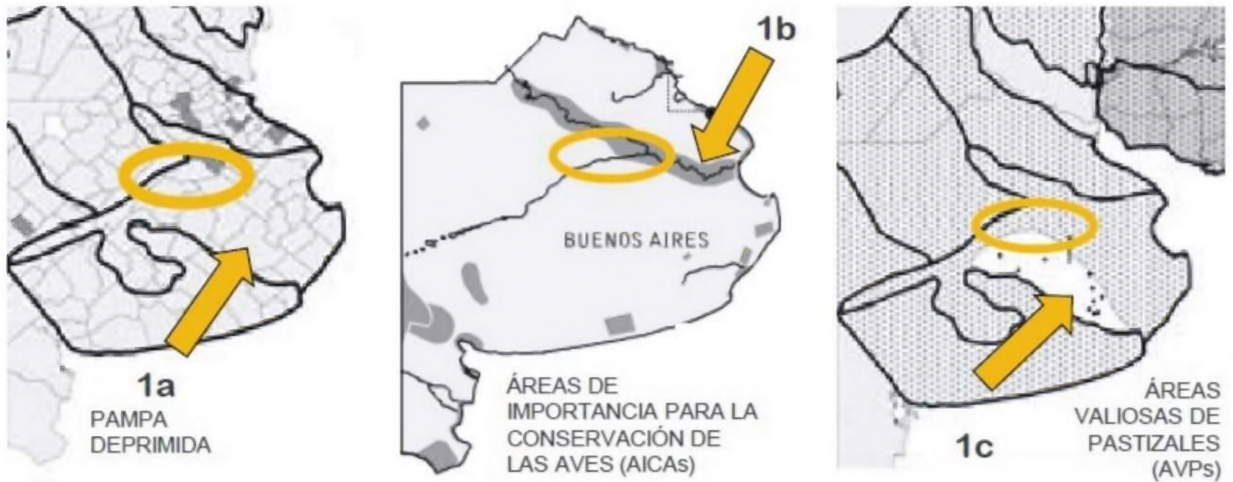 1a
PAMPA
DEPRIMIDA
1b
BUENOS AIRES
ÁREAS DE
IMPORTANCIA PARA LA
CONSERVACIÓN DE
LAS AVES (AICAs)
1c
ÁREAS
VALIOSAS DE
PASTIZALES
(AVPs)